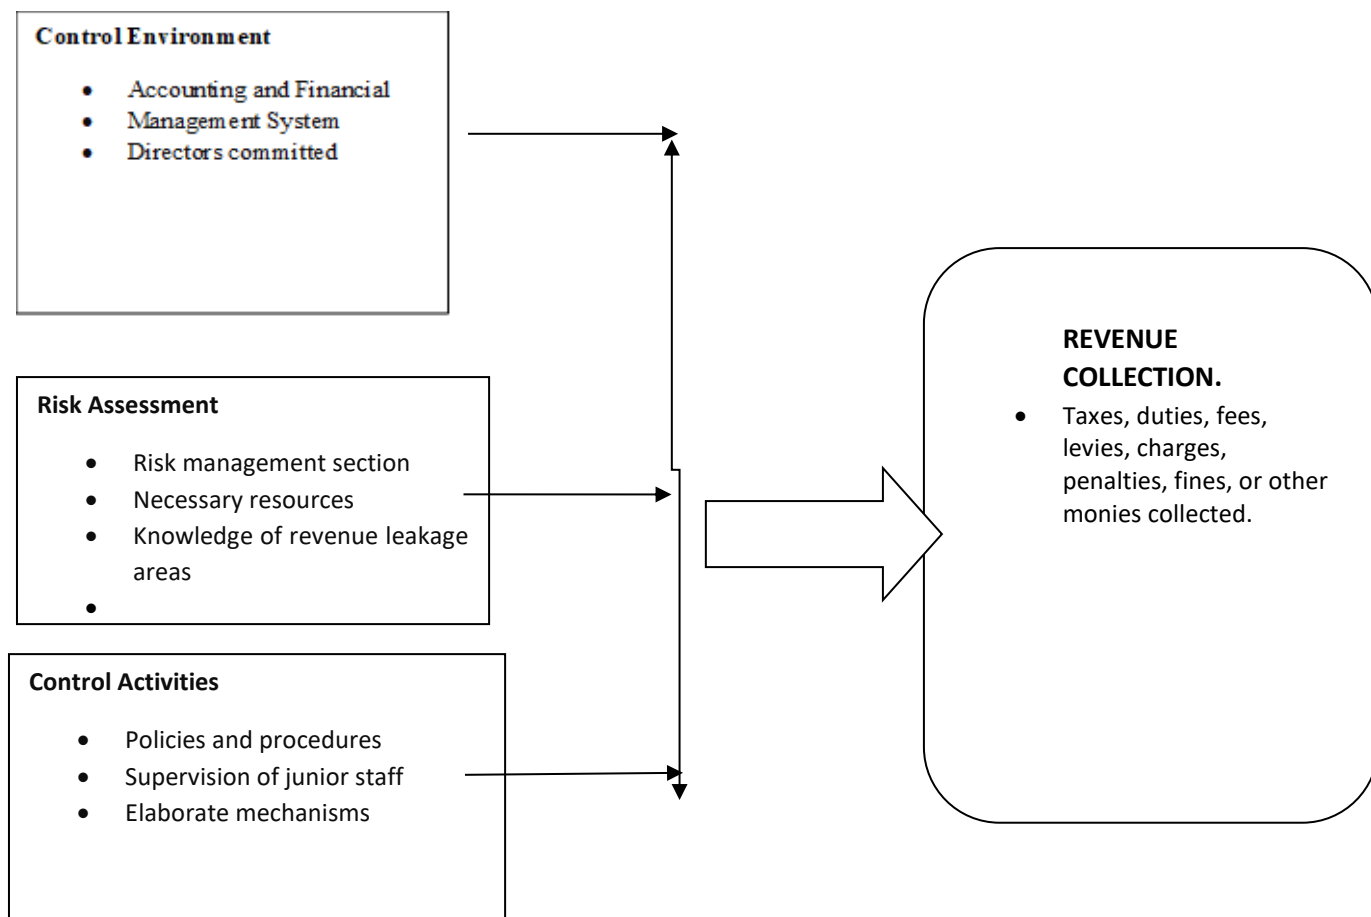 Control Environment
• Accounting and Financial
• Management System
• Directors committed
Risk Assessment
• Risk management section
• Necessary resources
• Knowledge of revenue leakage
areas
•
Control Activities
• Policies and procedures
• Supervision of junior staff
• Elaborate mechanisms
REVENUE
COLLECTION.
• Taxes, duties, fees,
levies, charges,
penalties, fines, or other
monies collected.